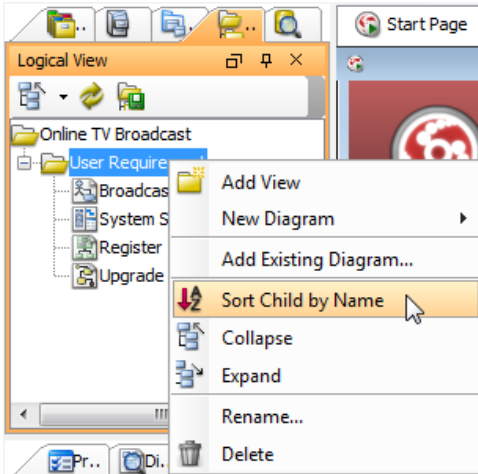 Start Page
Logical View
Online TV Broadcast
User Require
Broadcas
System S
Register
Upgrade
Add View
New Diagram
Add Existing Diagram...
Sort Child by Name
Collapse
Expand
Rename...
Delete
Pr..
Di.